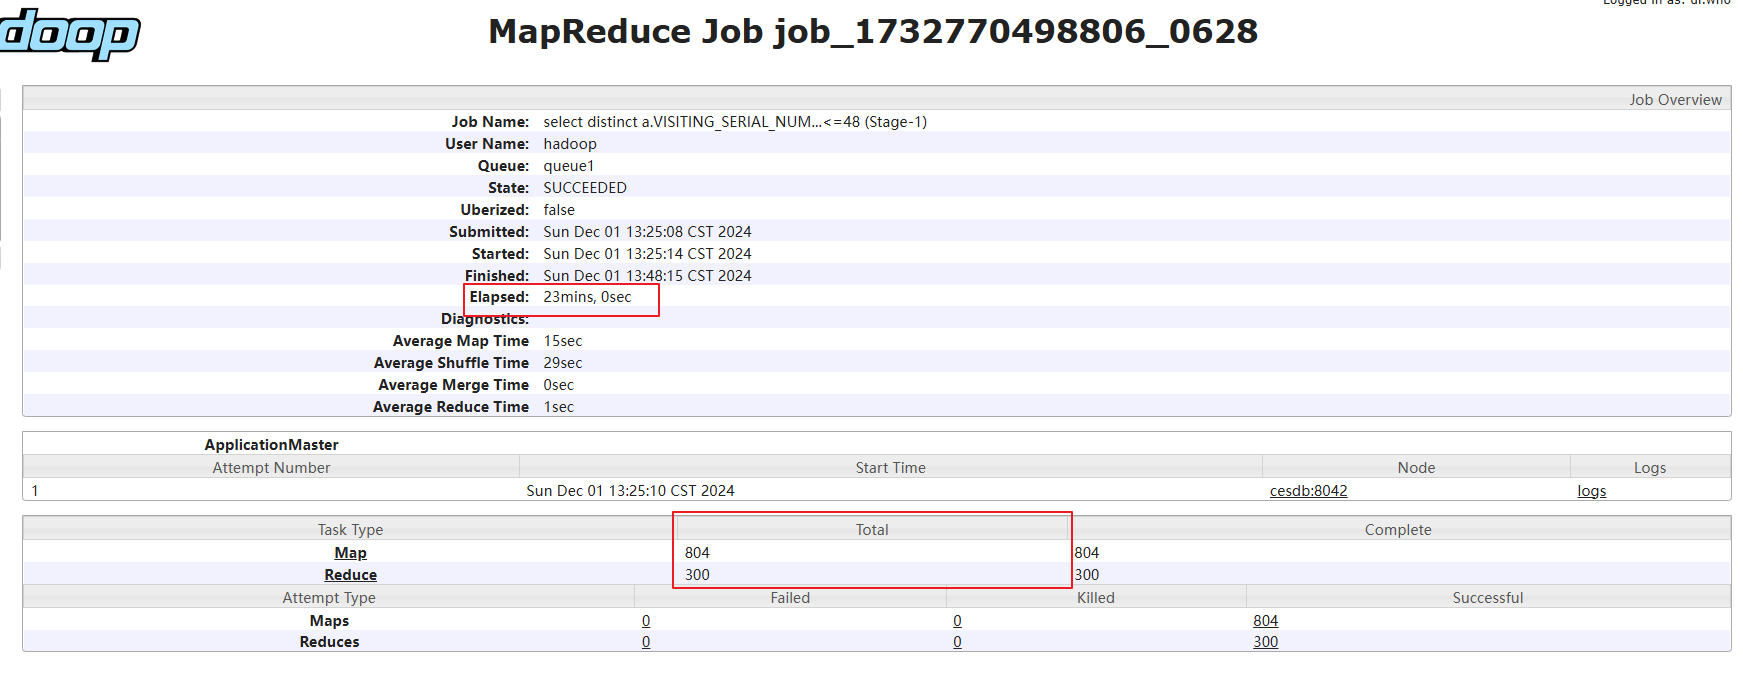 Logged in as: dr.who
doop
MapReduce Job job_1732770498806_0628
Job Overview
Job Name: select distinct a.VISITING_SERIAL_NUM...<=48 (Stage-1)
User Name: hadoop
Queue: queue1
State: SUCCEEDED
Uberized: false
Submitted: Sun Dec 01 13:25:08 CST 2024
Started: Sun Dec 01 13:25:14 CST 2024
Finished: Sun Dec 01 13:48:15 CST 2024
Elapsed: 23mins, 0sec
Diagnostics:
Average Map Time 15sec
Average Shuffle Time 29sec
Average Merge Time 0sec
Average Reduce Time 1sec
ApplicationMaster
Attempt Number Start Time Node Logs
1 Sun Dec 01 13:25:10 CST 2024 cesdb:8042 logs
Task Type Total Complete
Map 804 804
Reduce 300 300
Attempt Type Failed Killed Successful
Maps 0 0 804
Reduces 0 0 300